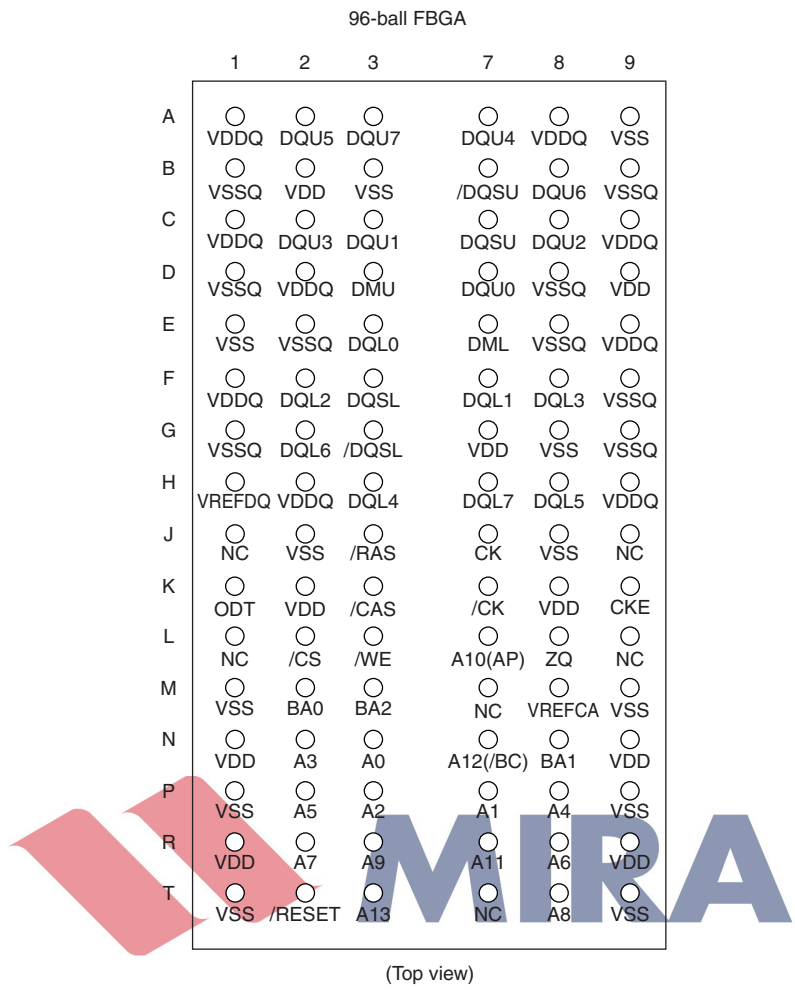 96-ball FBGA
1 2 3 7 8 9
A
VDDQ DQU5 DQU7 DQU4 VDDQ VSS
B
VSSQ VDD VSS /DQSU DQU6 VSSQ
C
VDDQ DQU3 DQU1 DQSU DQU2 VDDQ
D
VSSQ VDDQ DMU DQU0 VSSQ VDD
E
VSS VSSQ DQL0 DML VSSQ VDDQ
F
VDDQ DQL2 DQSL DQL1 DQL3 VSSQ
G
VSSQ DQL6 /DQSL VDD VSS VSSQ
H
VREFDQ VDDQ DQL4 DQL7 DQL5 VDDQ
J
NC VSS /RAS CK VSS NC
K
ODT VDD /CAS /CK VDD CKE
L
NC /CS /WE A10(AP) ZQ NC
M
VSS BA0 BA2 NC VREFCA VSS
N
VDD A3 A0 A12(/BC) BA1 VDD
P
VSS A5 A2 A1 A4 VSS
R
VDD A7 A9 A11 A6 VDD
T
VSS /RESET A13 NC A8 VSS
MIRA
(Top view)